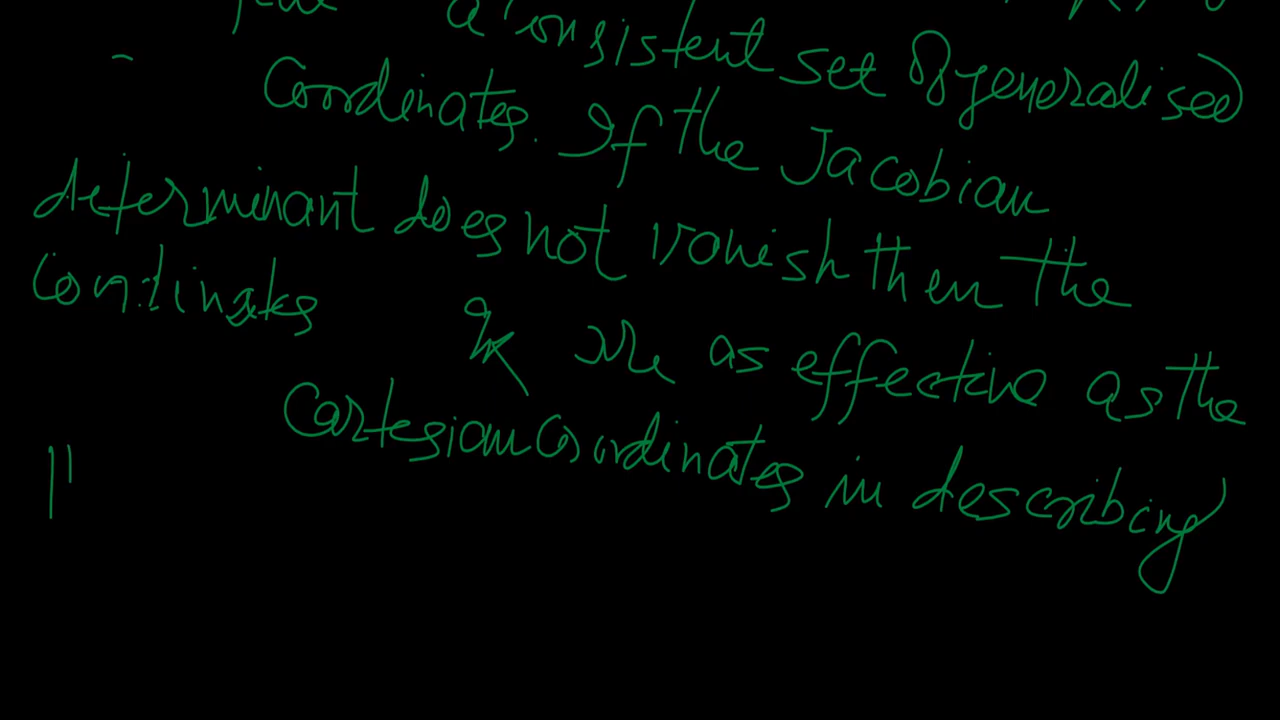 a consistent set of generalised
Coordinates. If the Jacobian
determinant does not vanish then the
Coordinates qk are as effective as the
Cartesian Coordinates in describing